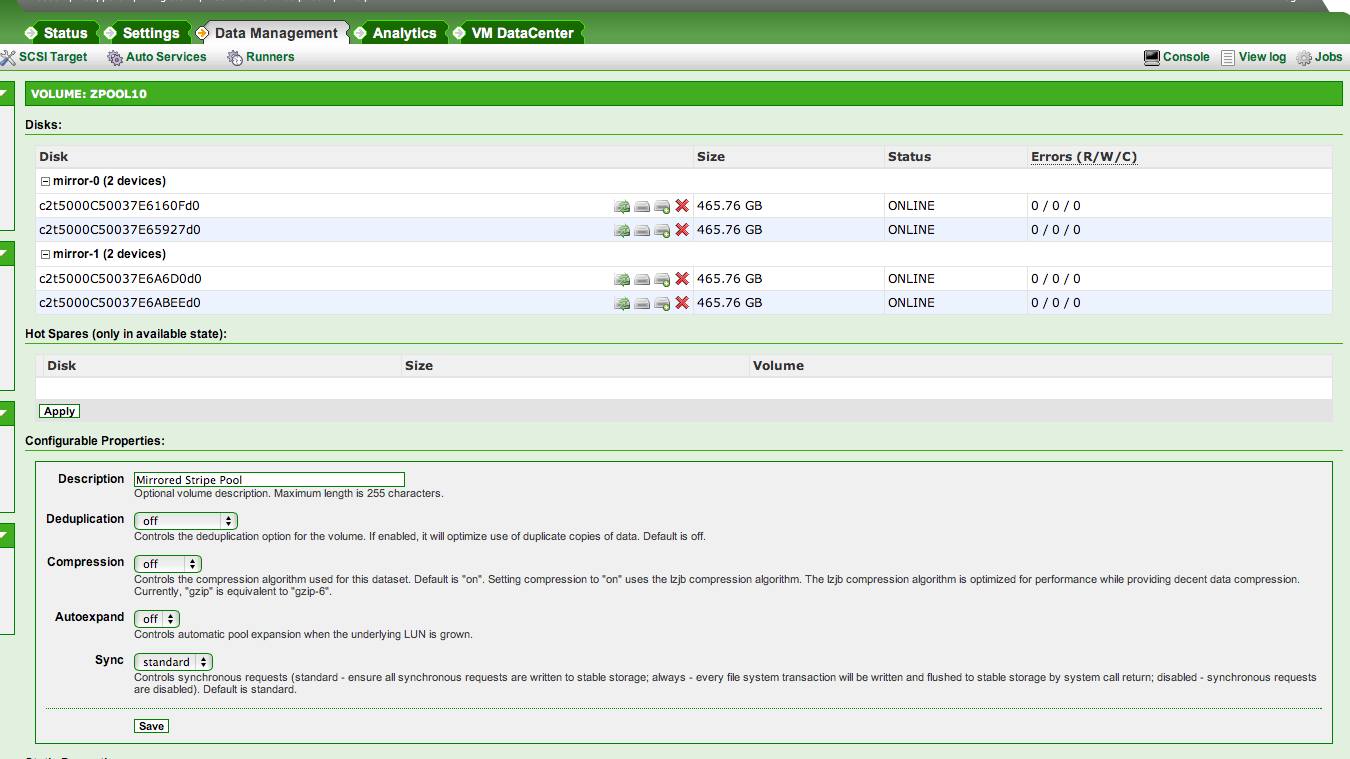 Status Settings Data Management Analytics VM DataCenter
SCSI Target Auto Services Runners Console View log Jobs
VOLUME: ZPOOL10
Disks:
Disk Size Status Errors (R/W/C)
mirror-0 (2 devices)
c2t5000C50037E6160Fd0 465.76 GB ONLINE 0 / 0 / 0
c2t5000C50037E65927d0 465.76 GB ONLINE 0 / 0 / 0
mirror-1 (2 devices)
c2t5000C50037E6A6D0d0 465.76 GB ONLINE 0 / 0 / 0
c2t5000C50037E6ABEEd0 465.76 GB ONLINE 0 / 0 / 0
Hot Spares (only in available state):
Disk Size Volume
Apply
Configurable Properties:
Description Mirrored Stripe Pool
Optional volume description. Maximum length is 255 characters.
Deduplication off
Controls the deduplication option for the volume. If enabled, it will optimize use of duplicate copies of data. Default is off.
Compression off
Controls the compression algorithm used for this dataset. Default is "on". Setting compression to "on" uses the lzjb compression algorithm. The lzjb compression algorithm is optimized for performance while providing decent data compression.
Currently, "gzip" is equivalent to "gzip-6".
Autoexpand off
Controls automatic pool expansion when the underlying LUN is grown.
Sync standard
Controls synchronous requests (standard - ensure all synchronous requests are written to stable storage; always - every file system transaction will be written and flushed to stable storage by system call return; disabled - synchronous requests
are disabled). Default is standard.
Save